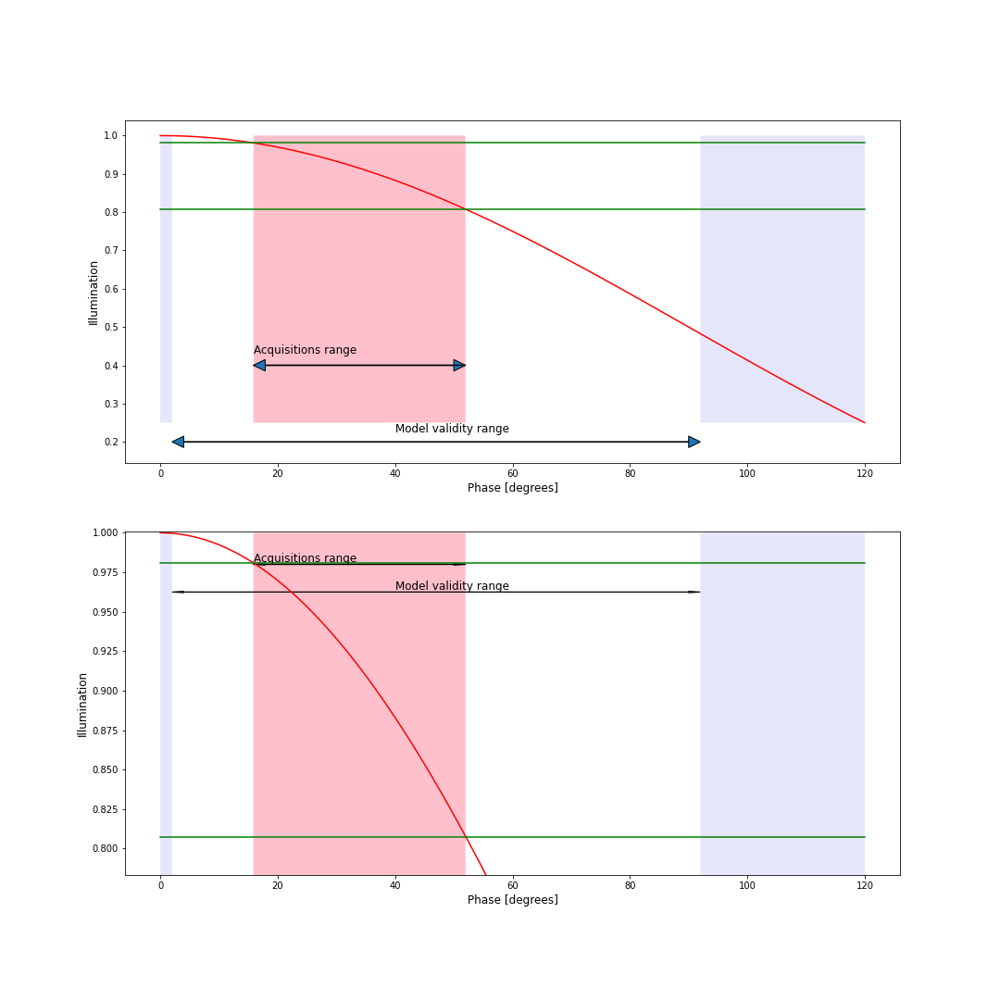 1.0
0.9
0.8
0.7
0.6
0.5
0.4
0.3
0.2
Illumination
Acquisitions range
Model validity range
0 20 40 60 80 100 120
Phase [degrees]
1.000
0.975
0.950
0.925
0.900
0.875
0.850
0.825
0.800
Illumination
Acquisitions range
Model validity range
0 20 40 60 80 100 120
Phase [degrees]